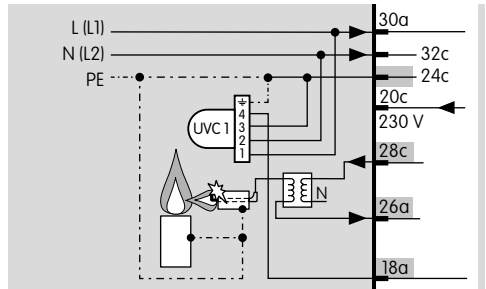 L (L1)
N (L2)
PE
30a
32c
24c
20c
230 V
28c
26a
18a
UVC 1
4
3
2
1
N